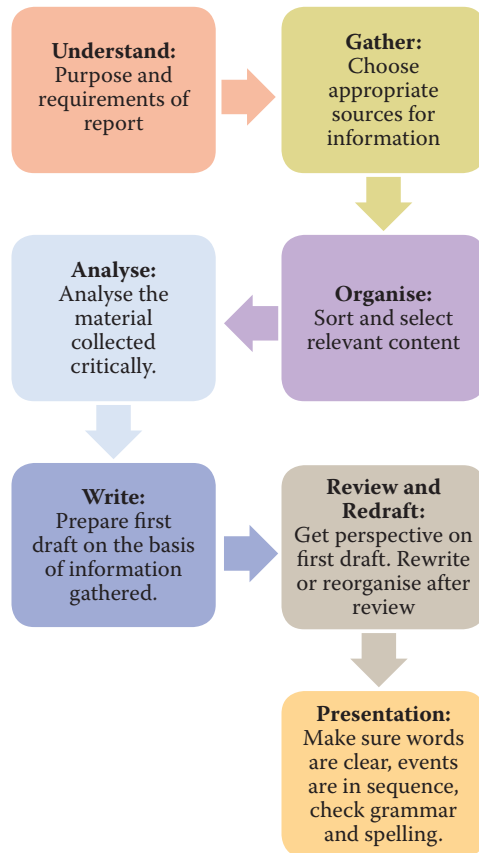 Understand:
Purpose and
requirements of
report
Gather:
Choose
appropriate
sources for
information
Organise:
Sort and select
relevant content
Analyse:
Analyse the
material
collected
critically.
Write:
Prepare first
draft on the basis
of information
gathered.
Review and
Redraft:
Get perspective on
first draft. Rewrite
or reorganise after
review
Presentation:
Make sure words
are clear, events
are in sequence,
check grammar
and spelling.